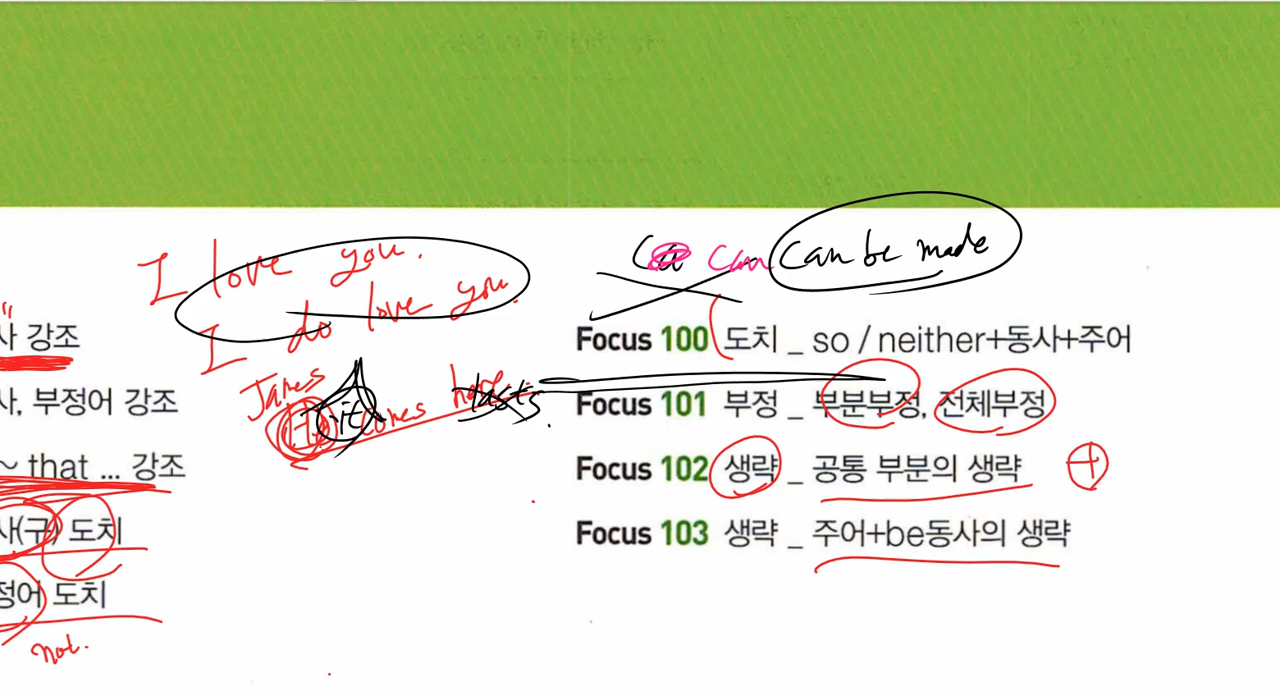 I love you.
I do love you.
James
comes
can
can be made
사 강조
사, 부정어 강조
~ that ... 강조
사(구) 도치
정어 도치
not.
Focus 100 도치 _ so / neither+동사+주어
Focus 101 부정 _ 부분부정, 전체부정
Focus 102 생략 _ 공통 부분의 생략
Focus 103 생략 _ 주어+be동사의 생략